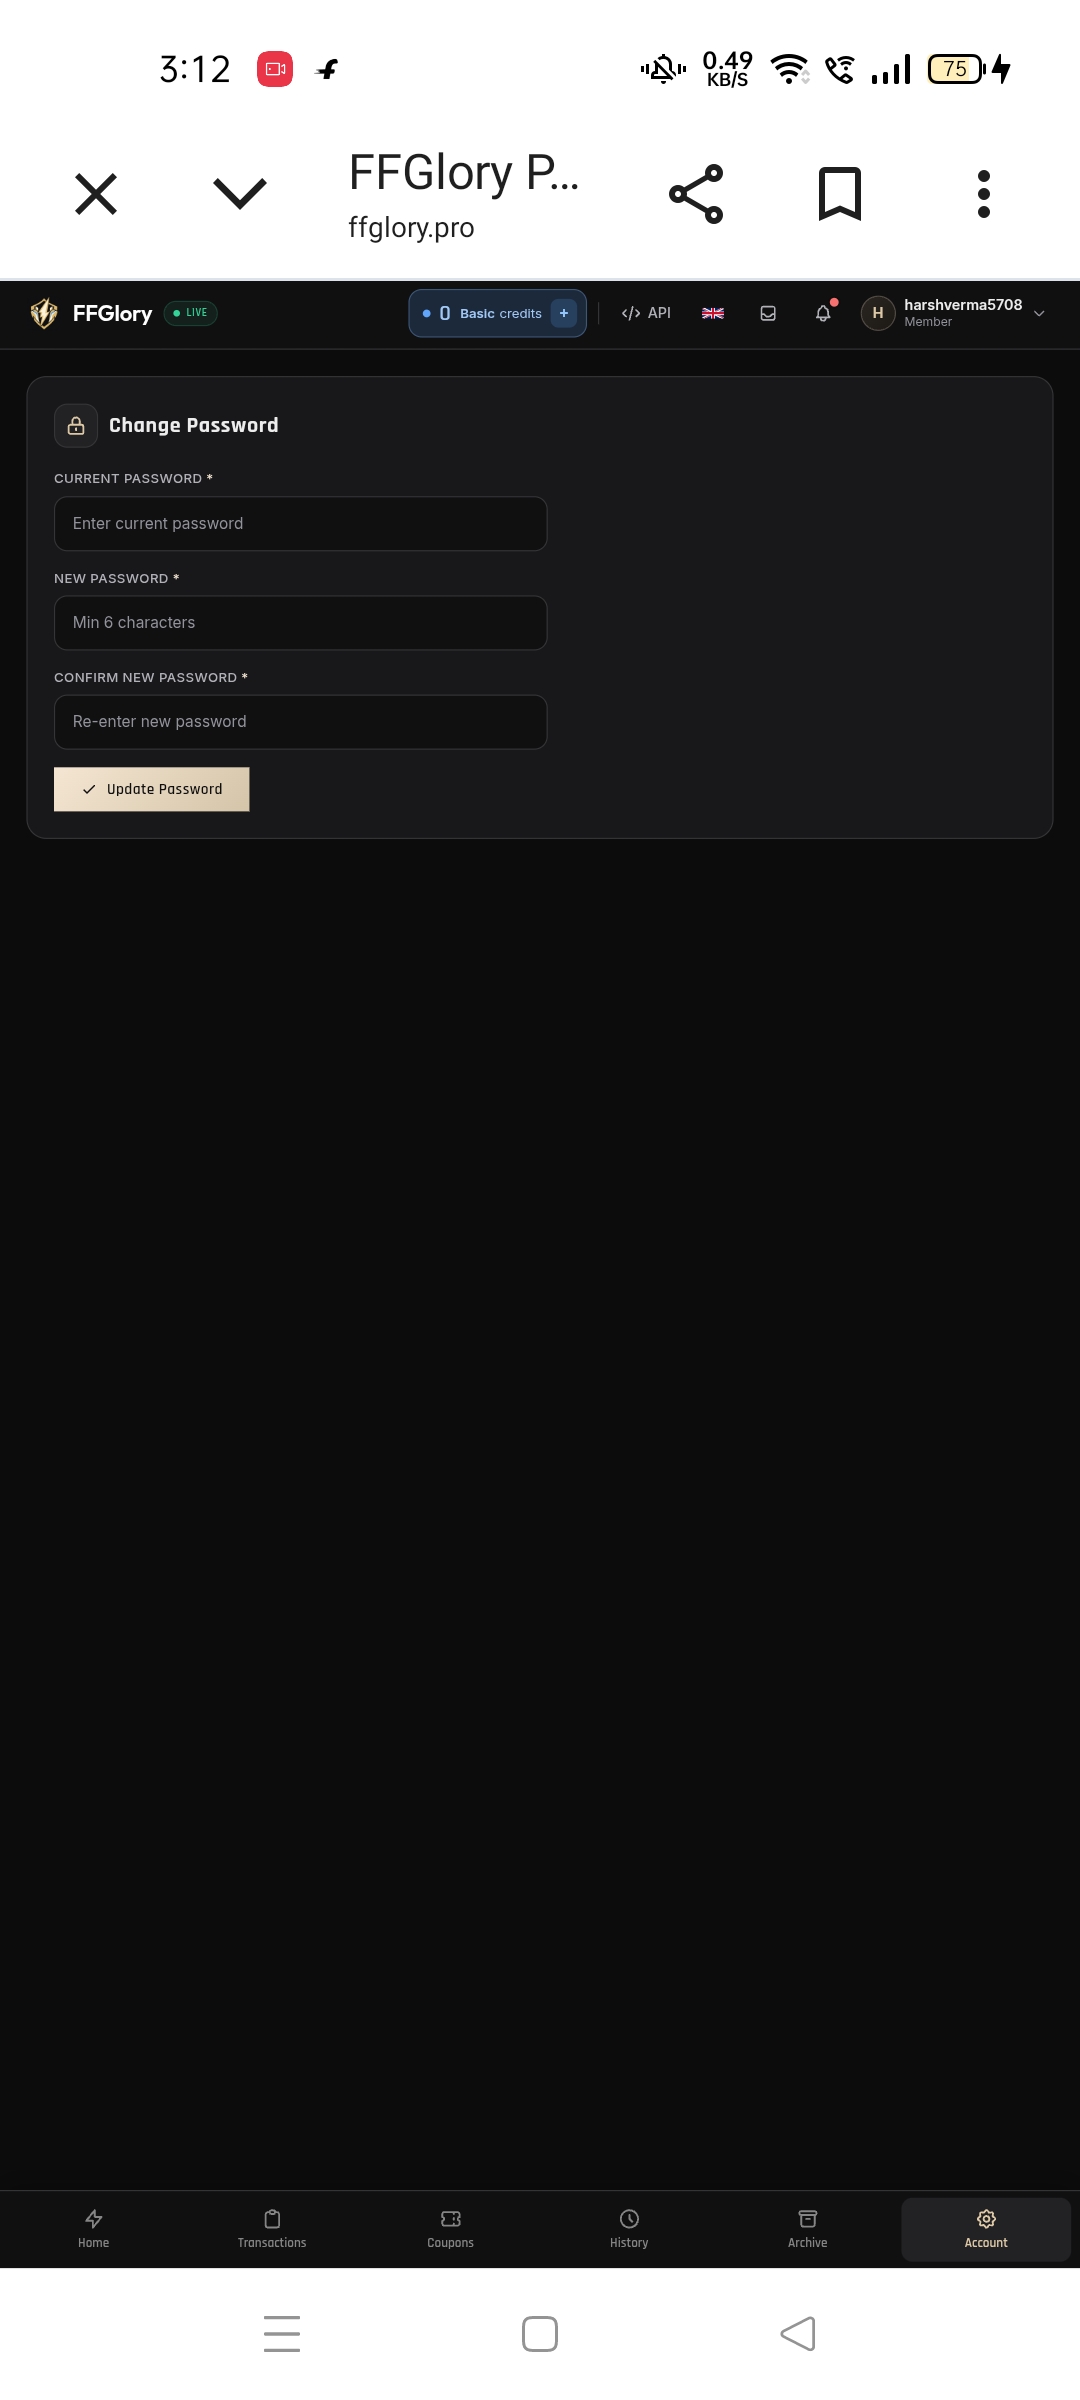 3:12
0.49
KB/S
75
FFGlory P...
ffglory.pro
FFGlory
LIVE
0 Basic credits +
API
H
harshverma5708
Member
Change Password
CURRENT PASSWORD *
Enter current password
NEW PASSWORD *
Min 6 characters
CONFIRM NEW PASSWORD *
Re-enter new password
Update Password
Home
Transactions
Coupons
History
Archive
Account